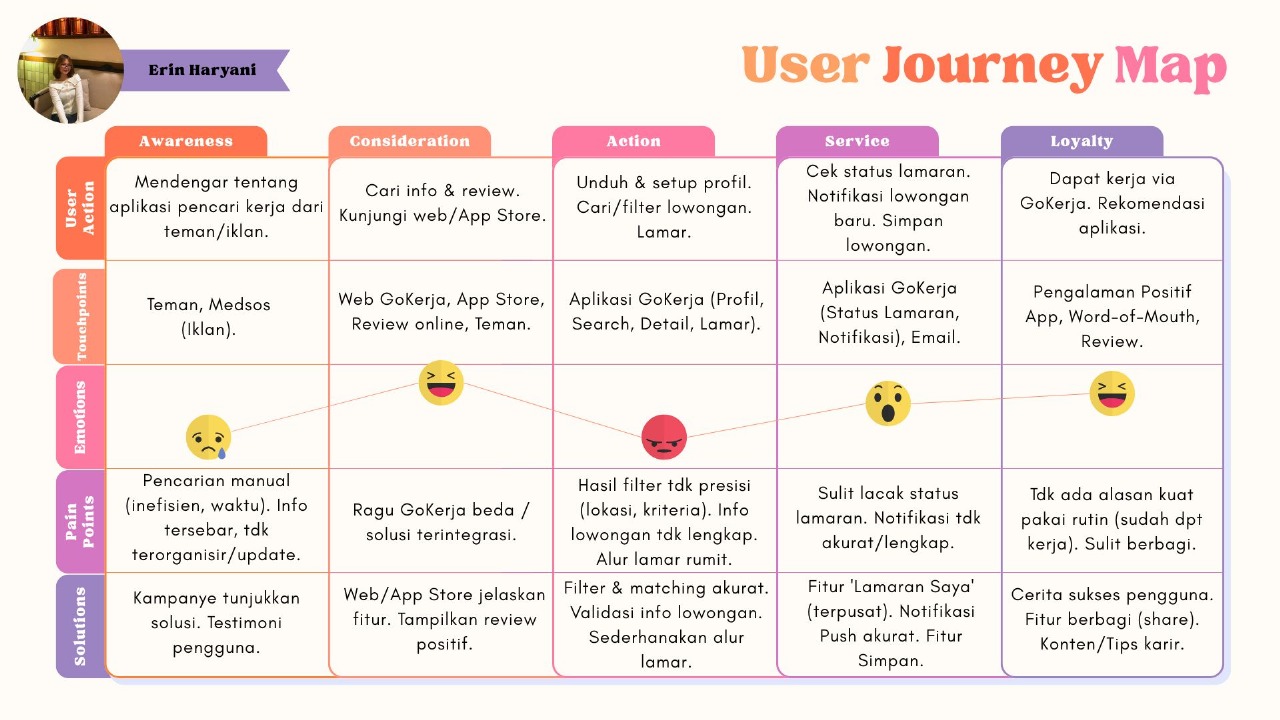 Erin Haryani
User Journey Map
Awareness
Consideration
Action
Service
Loyalty
User
Action
Mendengar tentang
aplikasi pencari kerja dari
teman/iklan.
Cari info & review.
Kunjungi web/App Store.
Unduh & setup profil.
Cari/filter lowongan.
Lamar.
Cek status lamaran.
Notifikasi lowongan
baru. Simpan
lowongan.
Dapat kerja via
GoKerja. Rekomendasi
aplikasi.
Touchpoints
Teman, Medsos
(Iklan).
Web GoKerja, App Store,
Review online, Teman.
Aplikasi GoKerja (Profil,
Search, Detail, Lamar).
Aplikasi GoKerja
(Status Lamaran,
Notifikasi), Email.
Pengalaman Positif
App, Word-of-Mouth,
Review.
Emotions
Pain
Points
Pencarian manual
(inefisien, waktu). Info
tersebar, tdk
terorganisir/update.
Ragu GoKerja beda /
solusi terintegrasi.
Hasil filter tdk presisi
(lokasi, kriteria). Info
lowongan tdk lengkap.
Alur lamar rumit.
Sulit lacak status
lamaran. Notifikasi tdk
akurat/lengkap.
Tdk ada alasan kuat
pakai rutin (sudah dpt
kerja). Sulit berbagi.
Solutions
Kampanye tunjukkan
solusi. Testimoni
pengguna.
Web/App Store jelaskan
fitur. Tampilkan review
positif.
Filter & matching akurat.
Validasi info lowongan.
Sederhanakan alur
lamar.
Fitur 'Lamaran Saya'
(terpusat). Notifikasi
Push akurat. Fitur
Simpan.
Cerita sukses pengguna.
Fitur berbagi (share).
Konten/Tips karir.